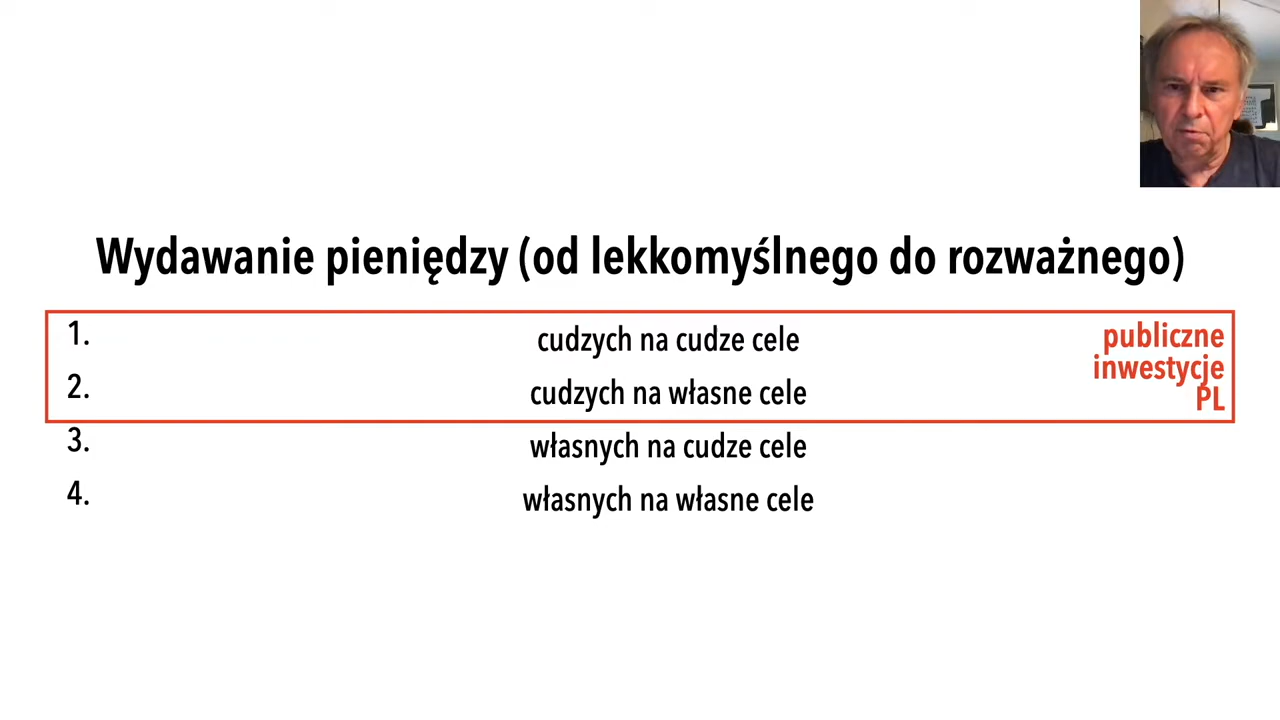 Wydawanie pieniędzy (od lekkomyślnego do rozważnego)
1. cudzych na cudze cele
2. cudzych na własne cele
publiczne
inwestycje
PL
3. własnych na cudze cele
4. własnych na własne cele